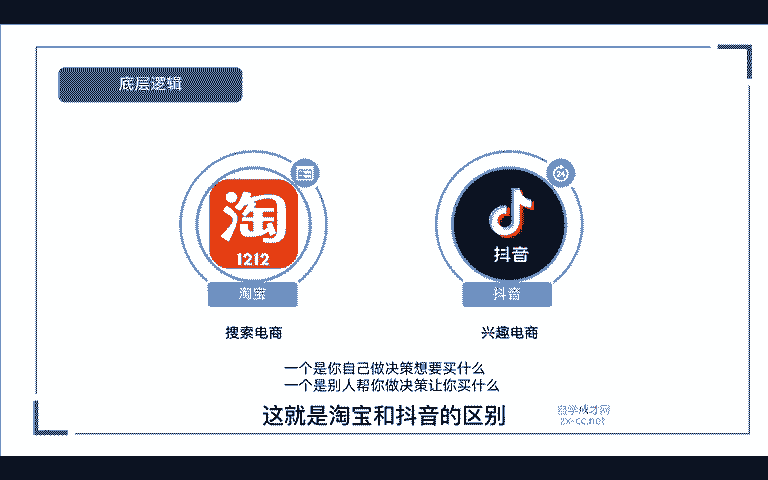 底层逻辑
淘
1212
24
抖音
淘宝
抖音
搜索电商
兴趣电商
一个是你自己做决策想要买什么
一个是别人帮你做决策让你买什么
这就是淘宝和抖音的区别
自学成才网
zx-cc.net